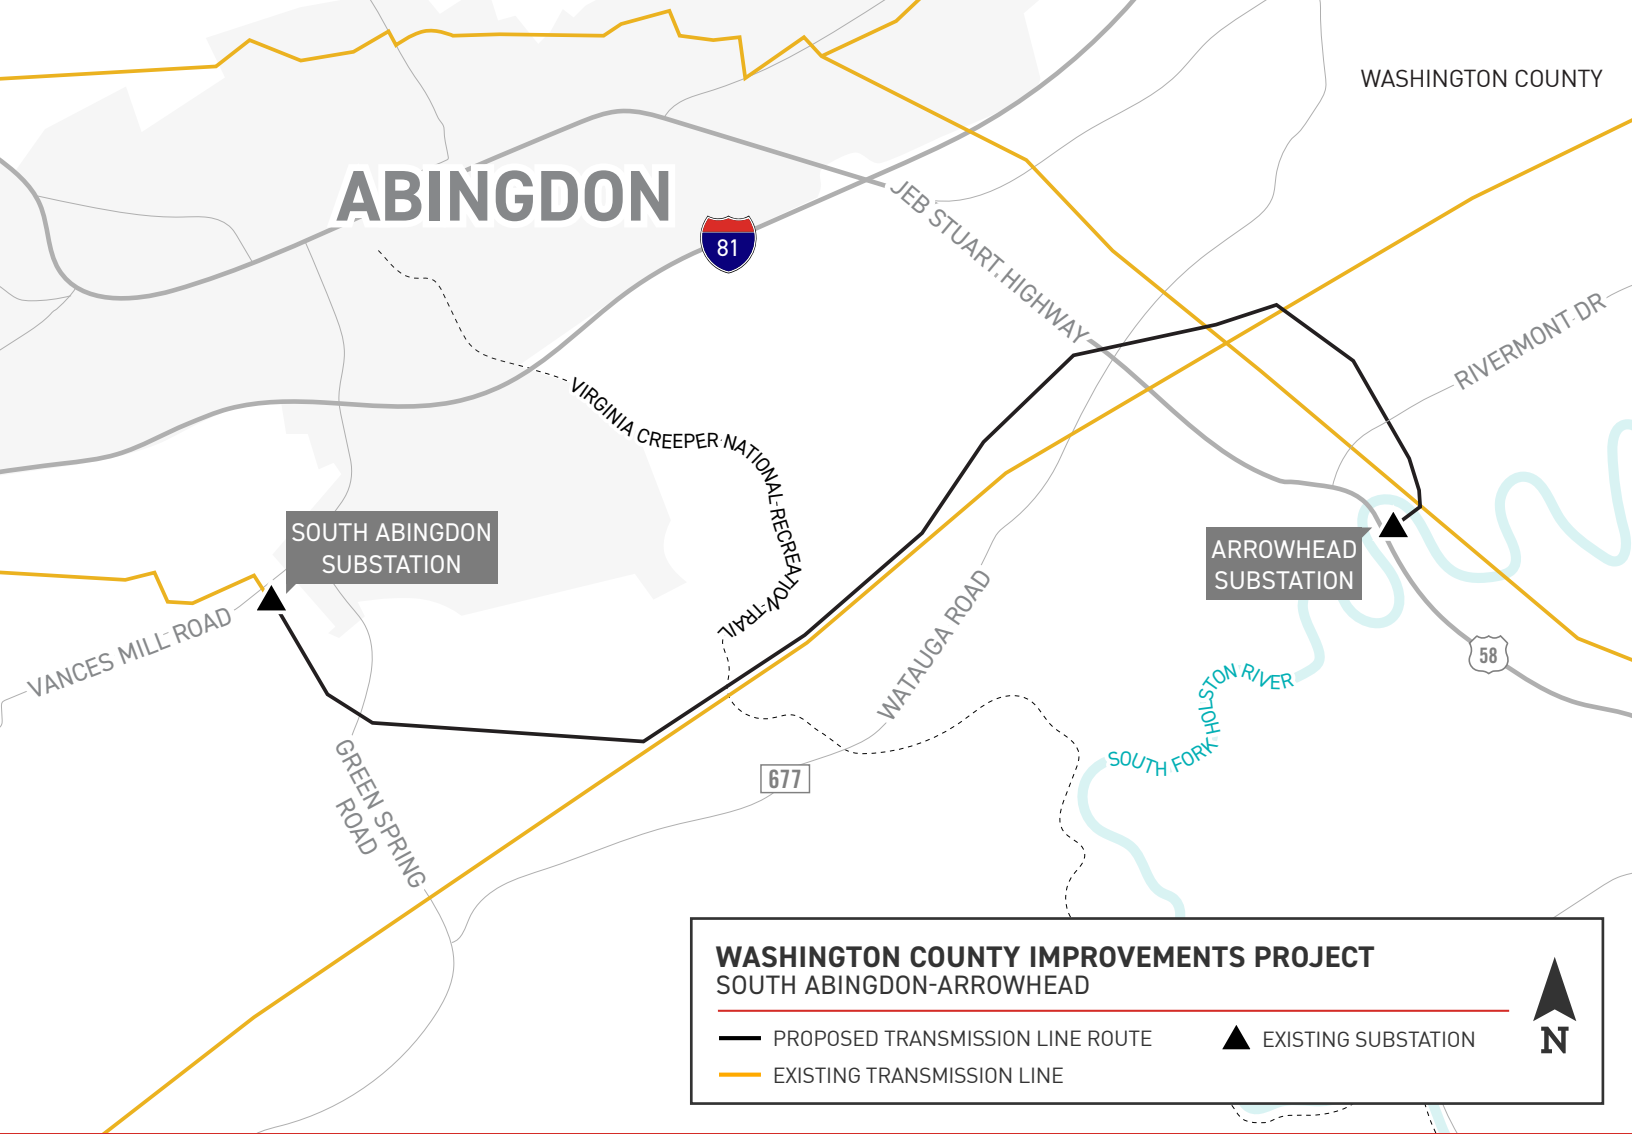 WASHINGTON COUNTY
ABINGDON
81
JEB STUART HIGHWAY
RIVERMONT DR
VIRGINIA CREEPER NATIONAL RECREATION TRAIL
SOUTH ABINGDON
SUBSTATION
ARROWHEAD
SUBSTATION
VANCES MILL ROAD
WATAUGA ROAD
58
SOUTH FORK HOLSTON RIVER
GREEN SPRING
ROAD
677
WASHINGTON COUNTY IMPROVEMENTS PROJECT
SOUTH ABINGDON-ARROWHEAD
PROPOSED TRANSMISSION LINE ROUTE
EXISTING SUBSTATION
EXISTING TRANSMISSION LINE
N